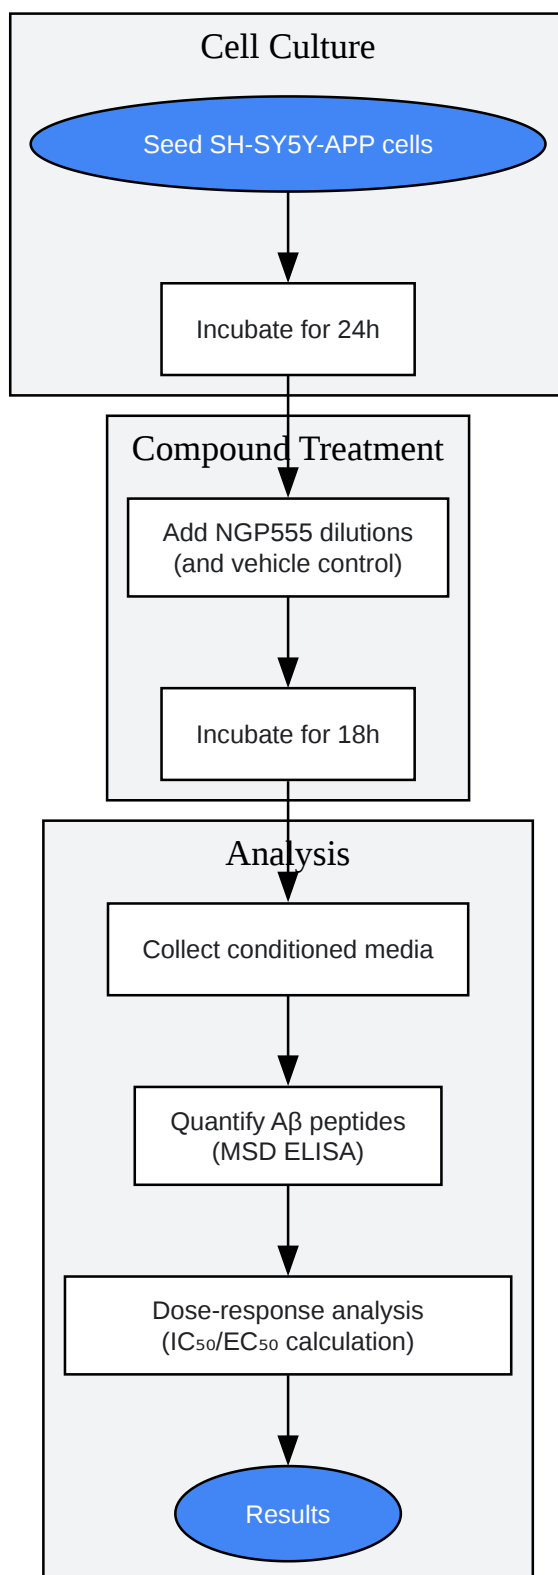 Cell Culture
Seed SH-SY5Y-APP cells
Incubate for 24h
Compound Treatment
Add NGP555 dilutions
(and vehicle control)
Incubate for 18h
Analysis
Collect conditioned media
Quantify Aβ peptides
(MSD ELISA)
Dose-response analysis
(IC₅₀/EC₅₀ calculation)
Results